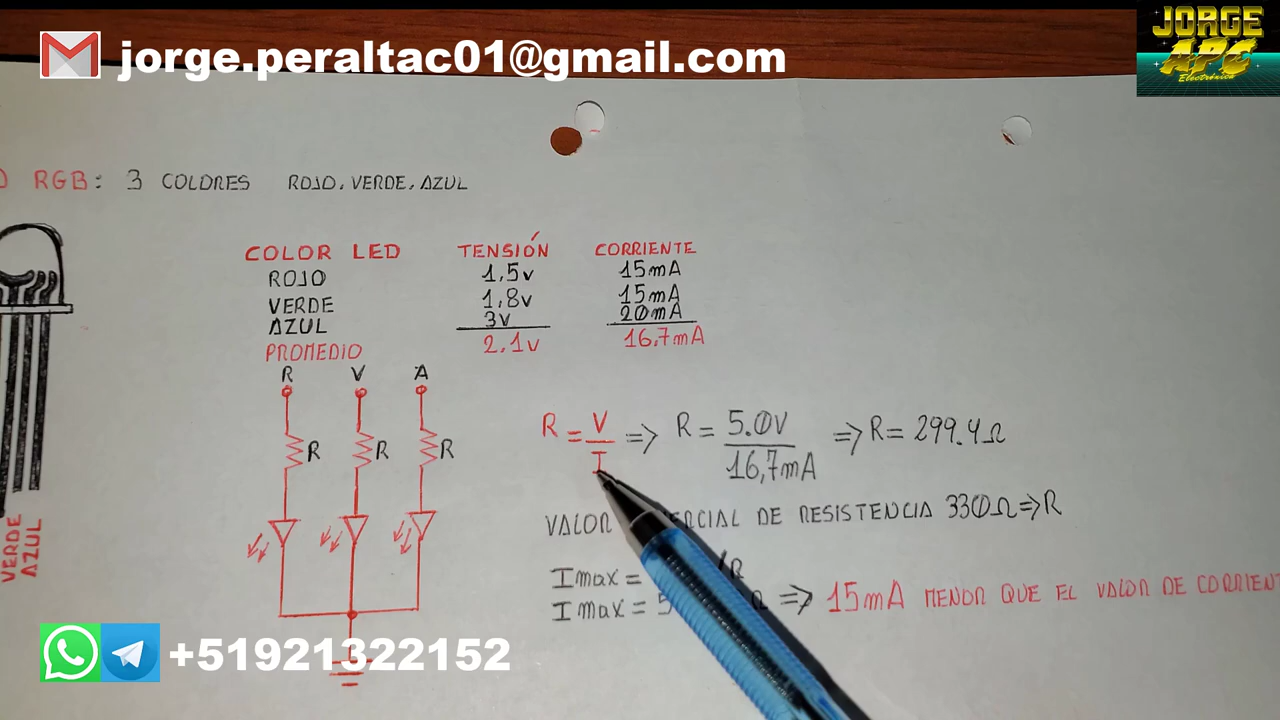 jorge.peraltac01@gmail.com
JORGE
APC
Electrónica
RGB: 3 COLORES ROJO, VERDE, AZUL
COLOR LED TENSIÓN CORRIENTE
ROJO 1,5v 15mA
VERDE 1,8v 15mA
AZUL 3v 20mA
PROMEDIO 2.1v 16.7mA
R V A
R R R
R = V/I => R = 5.0V/16,7mA => R = 299.4Ω
VALOR DE RESISTENCIA 330Ω => R
Imax = /R
Imax = 5 Ω => 15mA MENOR QUE EL VALOR DE
VERDE
AZUL
+51921322152